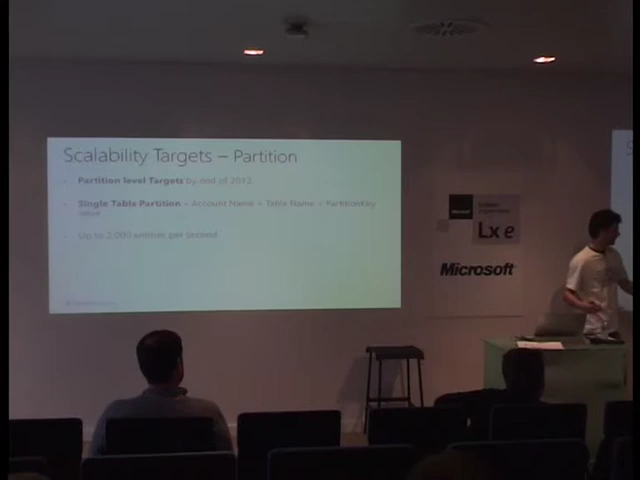 Scalability Targets – Partition
Partition level Targets by end of 2012
Single Table Partition – Account Name + Table Name + PartitionKey
value
Up to 2,000 entities per second
Lx e
Microsoft